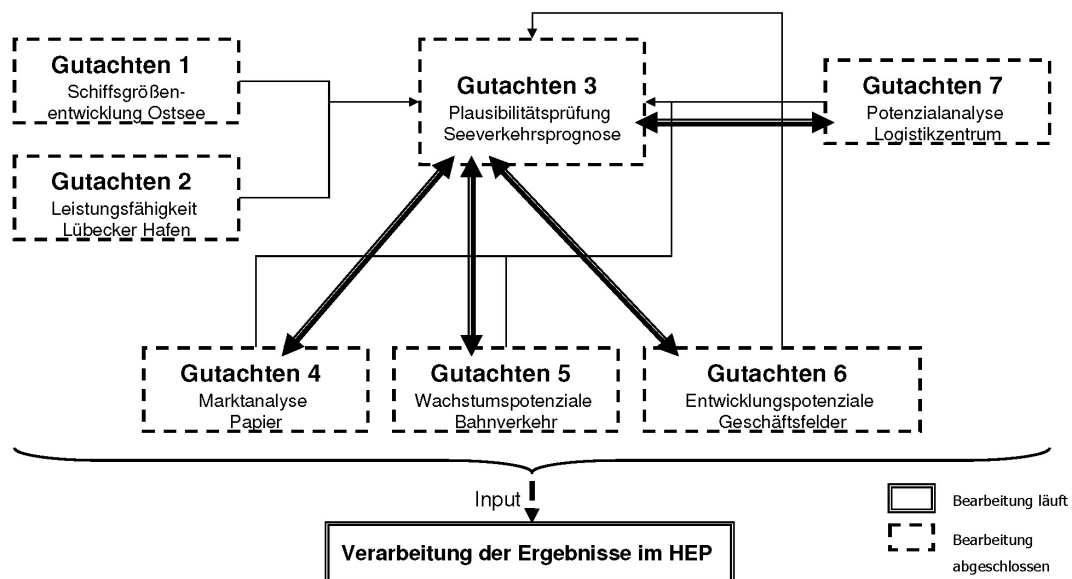 Gutachten 1
Schiffsgrößen-
entwicklung Ostsee
Gutachten 2
Leistungsfähigkeit
Lübecker Hafen
Gutachten 3
Plausibilitätsprüfung
Seeverkehrsprognose
Gutachten 7
Potenzialanalyse
Logistikzentrum
Gutachten 4
Marktanalyse
Papier
Gutachten 5
Wachstumspotenziale
Bahnverkehr
Gutachten 6
Entwicklungspotenziale
Geschäftsfelder
Input
Verarbeitung der Ergebnisse im HEP
Bearbeitung läuft
Bearbeitung
abgeschlossen